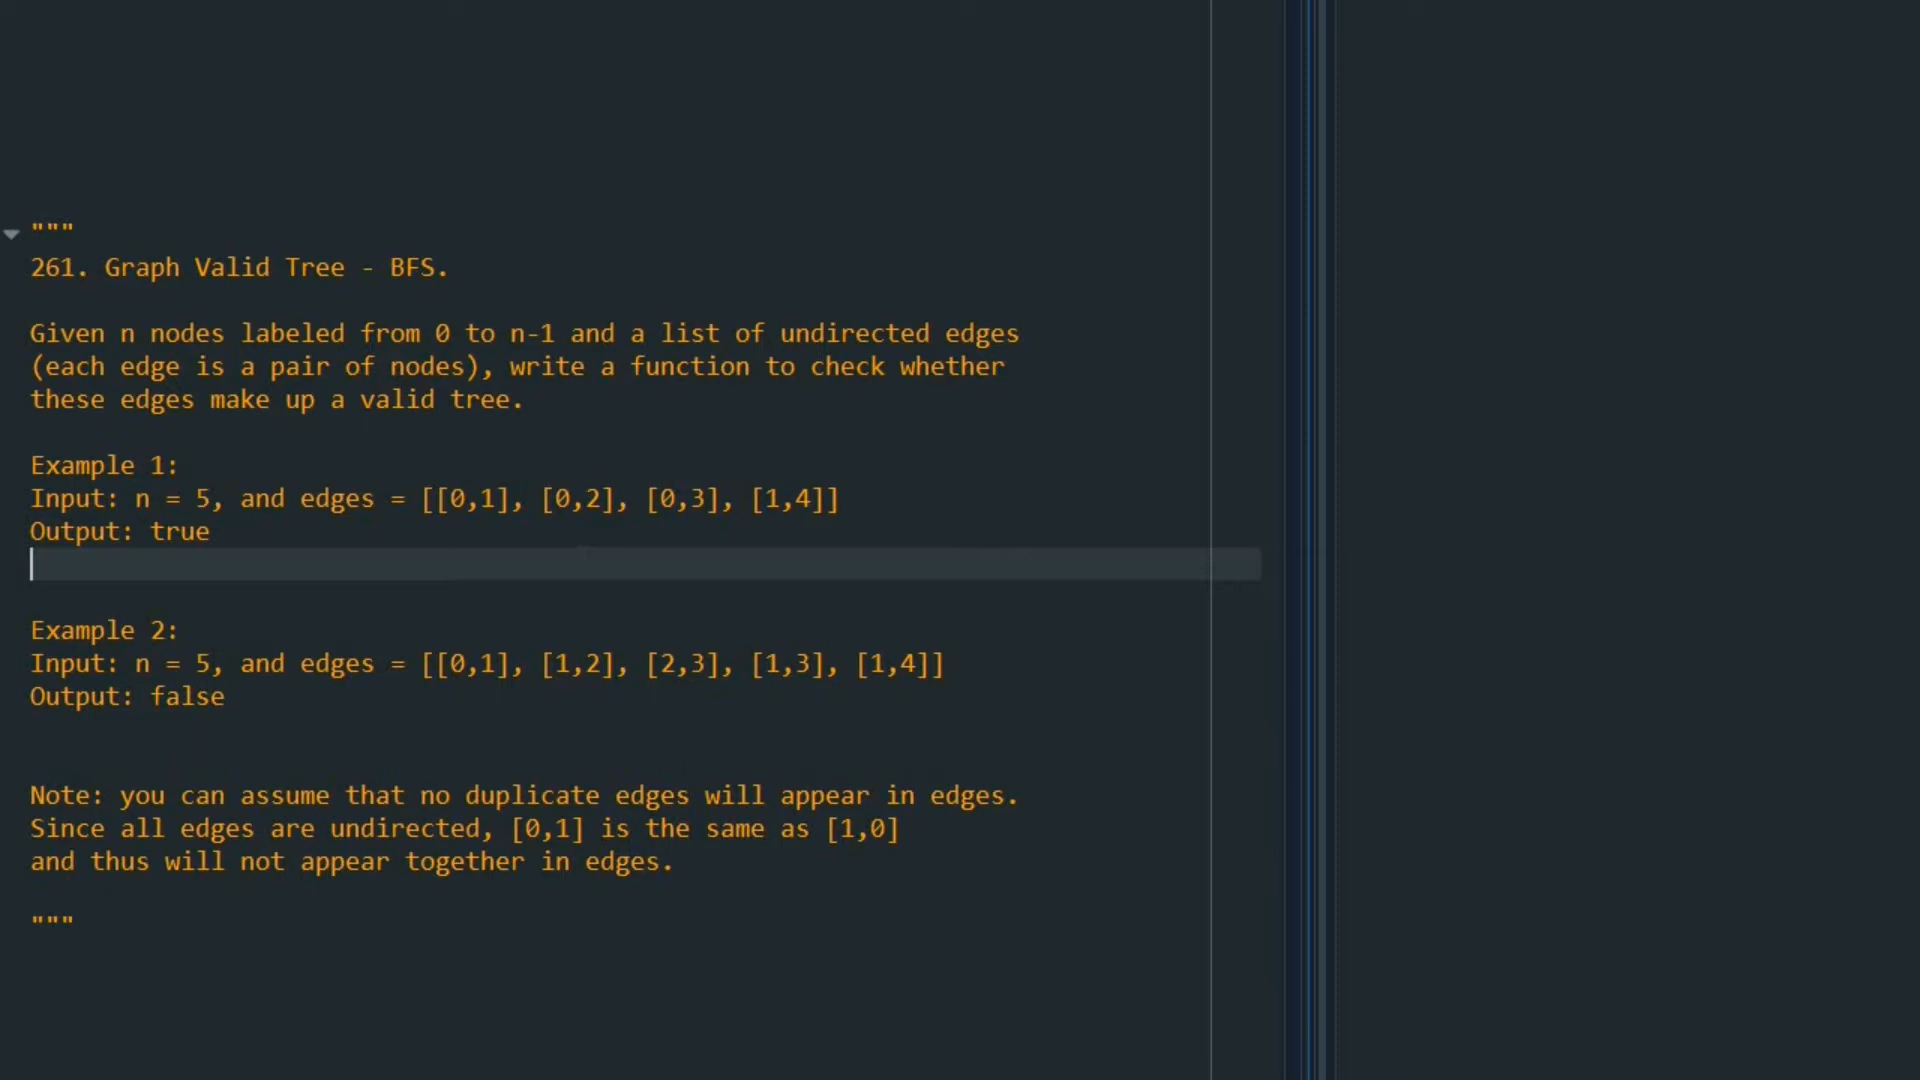 """
261. Graph Valid Tree - BFS.
Given n nodes labeled from 0 to n-1 and a list of undirected edges
(each edge is a pair of nodes), write a function to check whether
these edges make up a valid tree.
Example 1:
Input: n = 5, and edges = [[0,1], [0,2], [0,3], [1,4]]
Output: true
Example 2:
Input: n = 5, and edges = [[0,1], [1,2], [2,3], [1,3], [1,4]]
Output: false
Note: you can assume that no duplicate edges will appear in edges.
Since all edges are undirected, [0,1] is the same as [1,0]
and thus will not appear together in edges.
"""